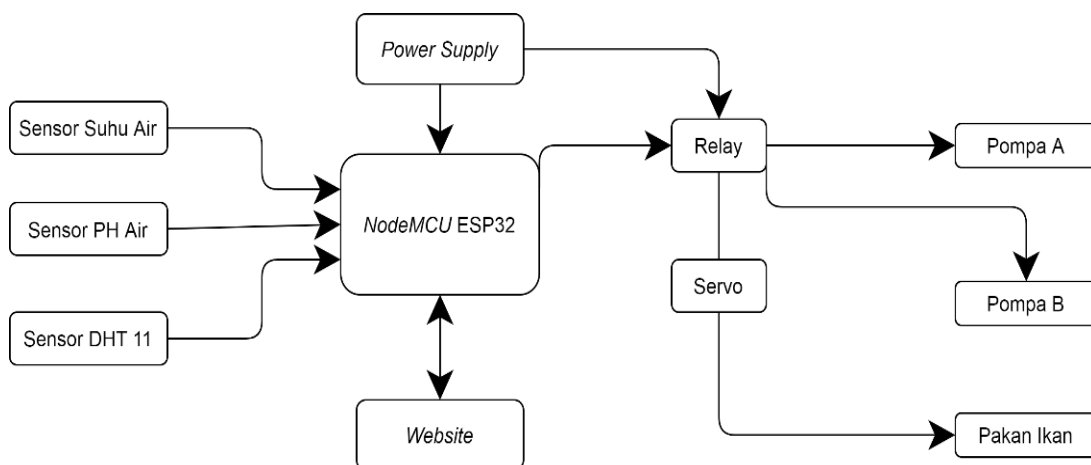 Power Supply
Sensor Suhu Air
Relay
Pompa A
Sensor PH Air
NodeMCU ESP32
Servo
Pompa B
Sensor DHT 11
Website
Pakan Ikan